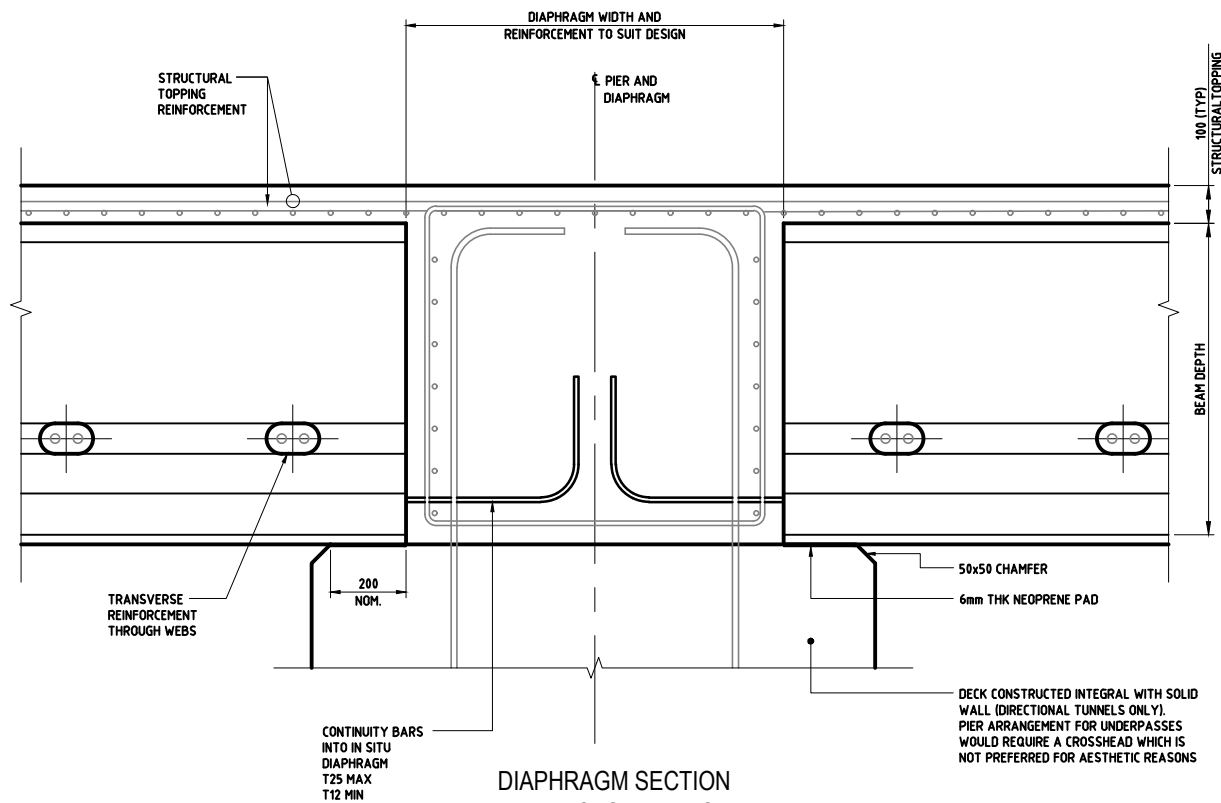 DIAPHRAGM WIDTH AND
REINFORCEMENT TO SUIT DESIGN
STRUCTURAL
TOPPING
REINFORCEMENT
℄ PIER AND
DIAPHRAGM
100 (TYP)
STRUCTURAL TOPPING
BEAM DEPTH
200
NOM.
50x50 CHAMFER
6mm THK NEOPRENE PAD
TRANSVERSE
REINFORCEMENT
THROUGH WEBS
CONTINUITY BARS
INTO IN SITU
DIAPHRAGM
T25 MAX
T12 MIN
DECK CONSTRUCTED INTEGRAL WITH SOLID
WALL (DIRECTIONAL TUNNELS ONLY).
PIER ARRANGEMENT FOR UNDERPASSES
WOULD REQUIRE A CROSSHEAD WHICH IS
NOT PREFERRED FOR AESTHETIC REASONS
DIAPHRAGM SECTION